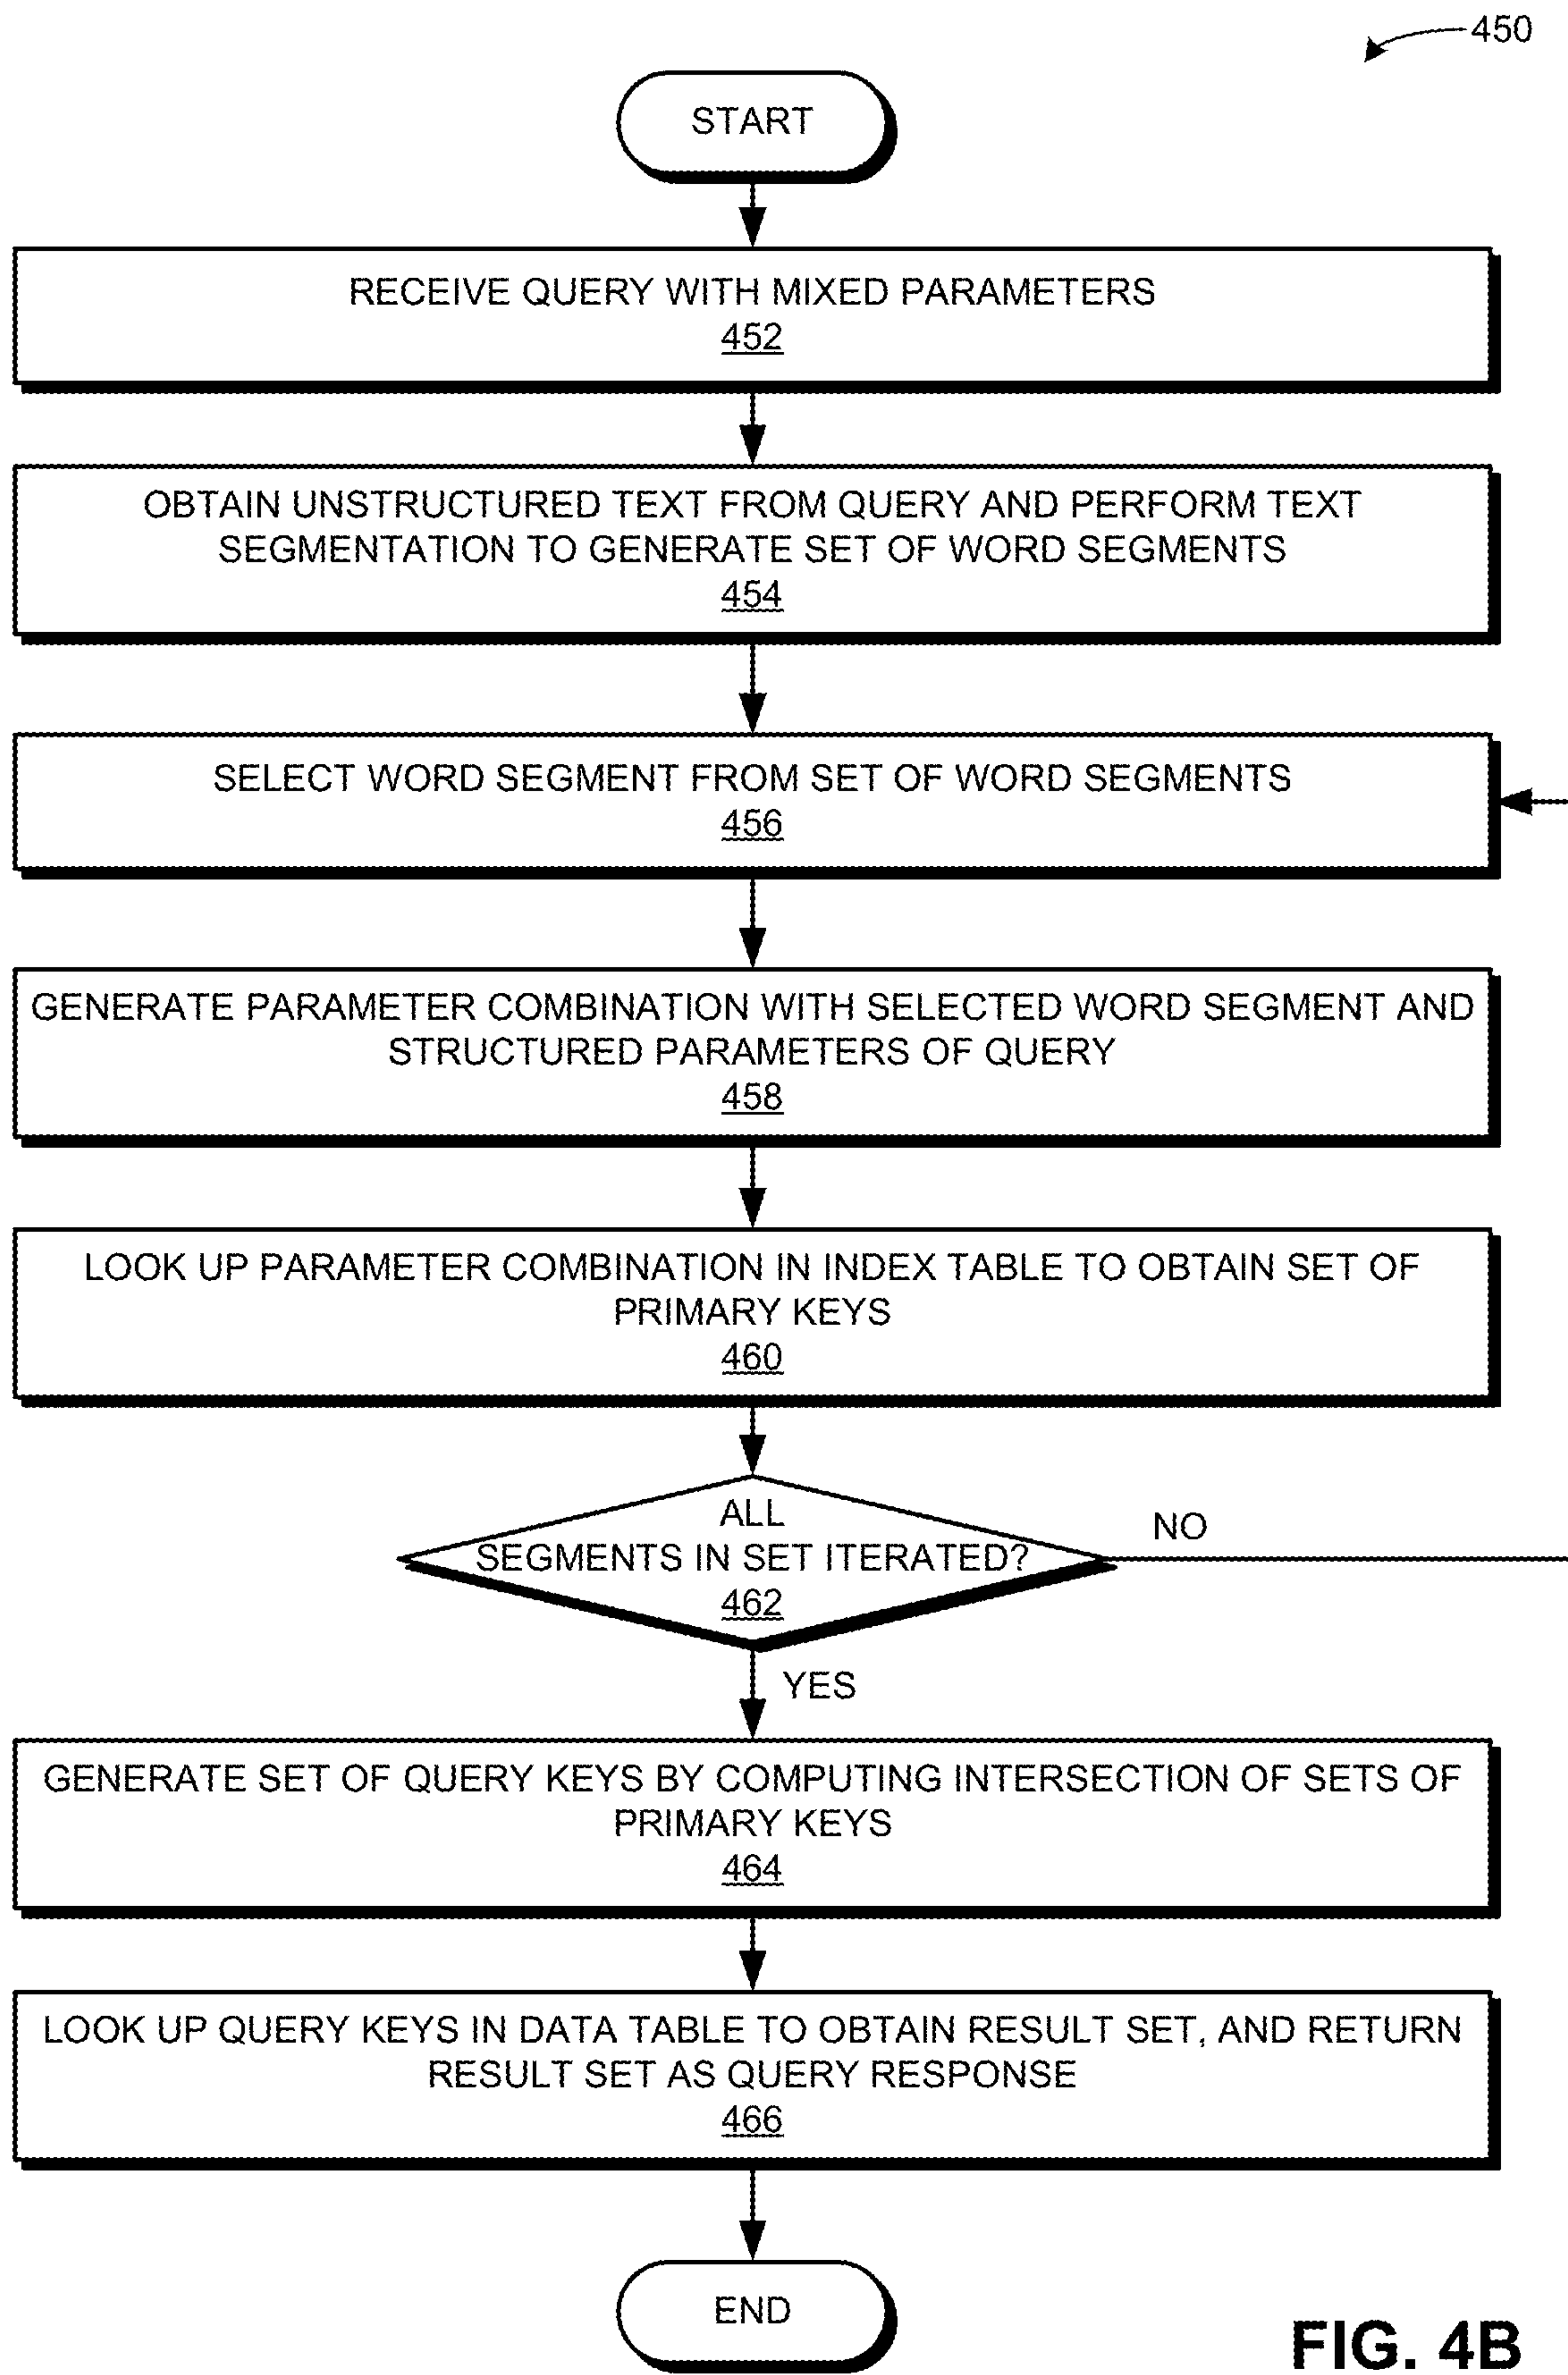 450
START
RECEIVE QUERY WITH MIXED PARAMETERS
452
OBTAIN UNSTRUCTURED TEXT FROM QUERY AND PERFORM TEXT
SEGMENTATION TO GENERATE SET OF WORD SEGMENTS
454
SELECT WORD SEGMENT FROM SET OF WORD SEGMENTS
456
GENERATE PARAMETER COMBINATION WITH SELECTED WORD SEGMENT AND
STRUCTURED PARAMETERS OF QUERY
458
LOOK UP PARAMETER COMBINATION IN INDEX TABLE TO OBTAIN SET OF
PRIMARY KEYS
460
ALL
SEGMENTS IN SET ITERATED?
462
NO
YES
GENERATE SET OF QUERY KEYS BY COMPUTING INTERSECTION OF SETS OF
PRIMARY KEYS
464
LOOK UP QUERY KEYS IN DATA TABLE TO OBTAIN RESULT SET, AND RETURN
RESULT SET AS QUERY RESPONSE
466
END
FIG. 4B